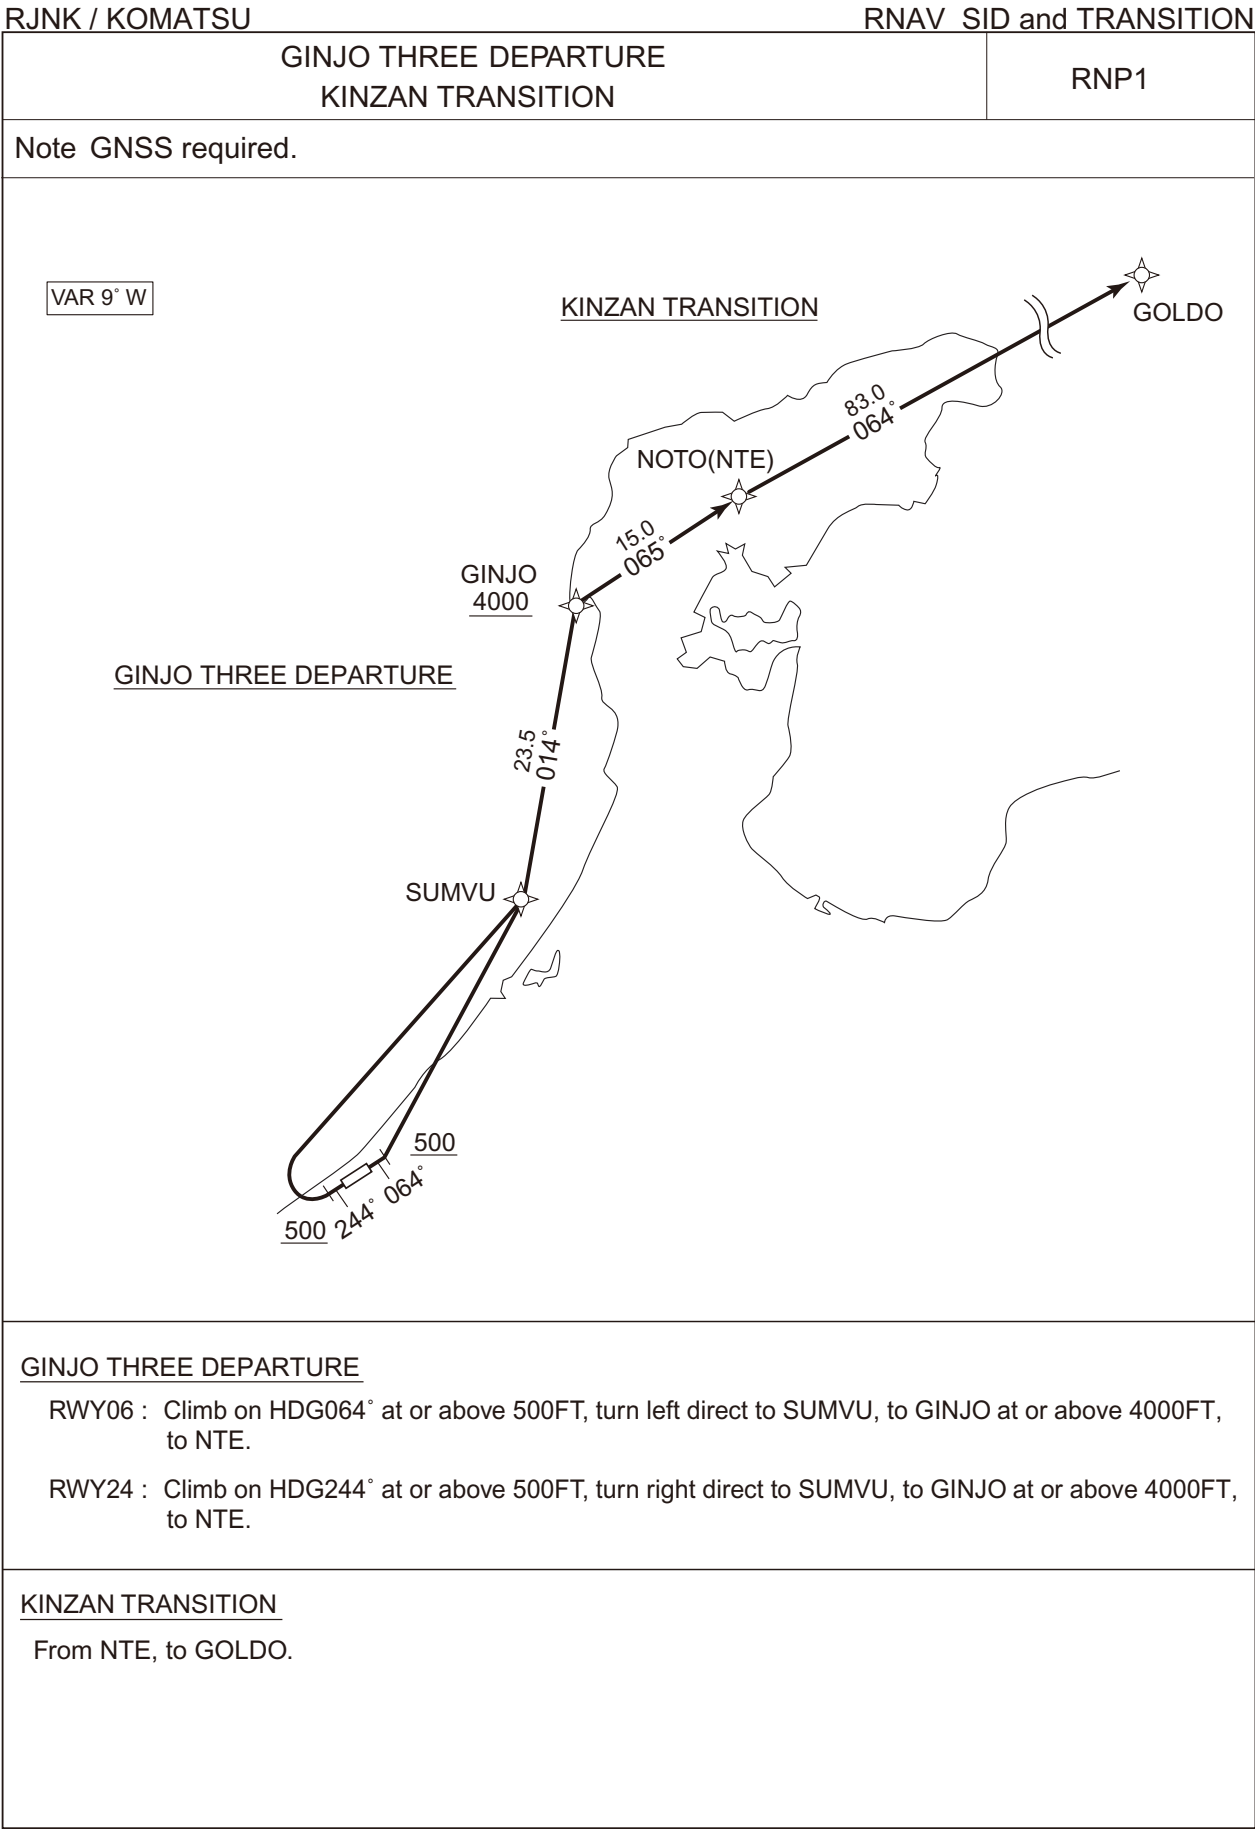 RJNK / KOMATSU
RNAV SID and TRANSITION
GINJO THREE DEPARTURE
KINZAN TRANSITION
RNP1
Note GNSS required.
VAR 9° W
KINZAN TRANSITION
GOLDO
83.0
064°
NOTO(NTE)
15.0
065°
GINJO
4000
GINJO THREE DEPARTURE
23.5
014°
SUMVU
500
064°
244°
500
GINJO THREE DEPARTURE
RWY06 : Climb on HDG064° at or above 500FT, turn left direct to SUMVU, to GINJO at or above 4000FT,
to NTE.
RWY24 : Climb on HDG244° at or above 500FT, turn right direct to SUMVU, to GINJO at or above 4000FT,
to NTE.
KINZAN TRANSITION
From NTE, to GOLDO.